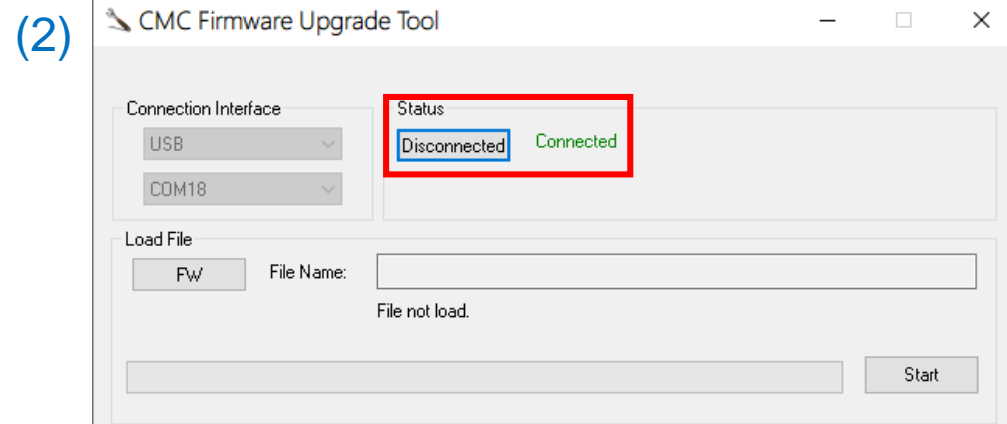 (2)
CMC Firmware Upgrade Tool
Connection Interface
USB
COM18
Status
Disconnected Connected
Load File
FW File Name:
File not load.
Start